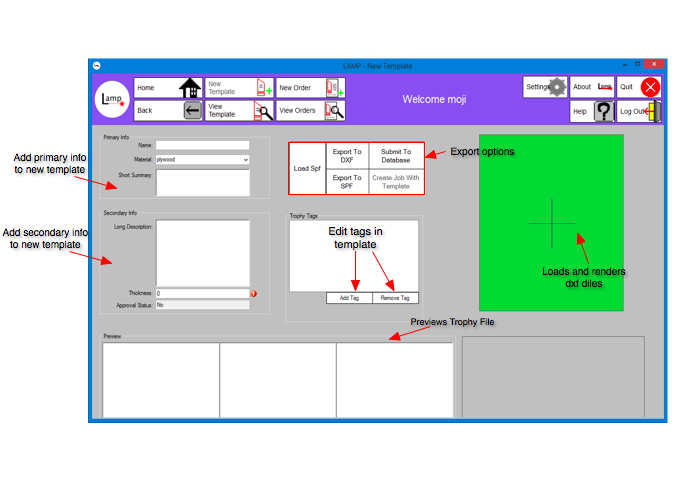 LAMP - New Template
Lamp
Home
New
Template
New Order
Back
View
Template
View Orders
Welcome moji
Settings
About
Quit
Help
Log Out
Primary Info
Name:
Material:
plywood
Short Summary:
Add primary info
to new template
Load Spf
Export To
DXF
Submit To
Database
Export To
SPF
Create Job With
Template
Export options
Secondary Info
Long Description:
Add secondary info
to new template
Thickness:
0
Approval Status:
No
Trophy Tags
Edit tags in
template
Add Tag
Remove Tag
Loads and renders
dxf diles
Previews Trophy File
Preview